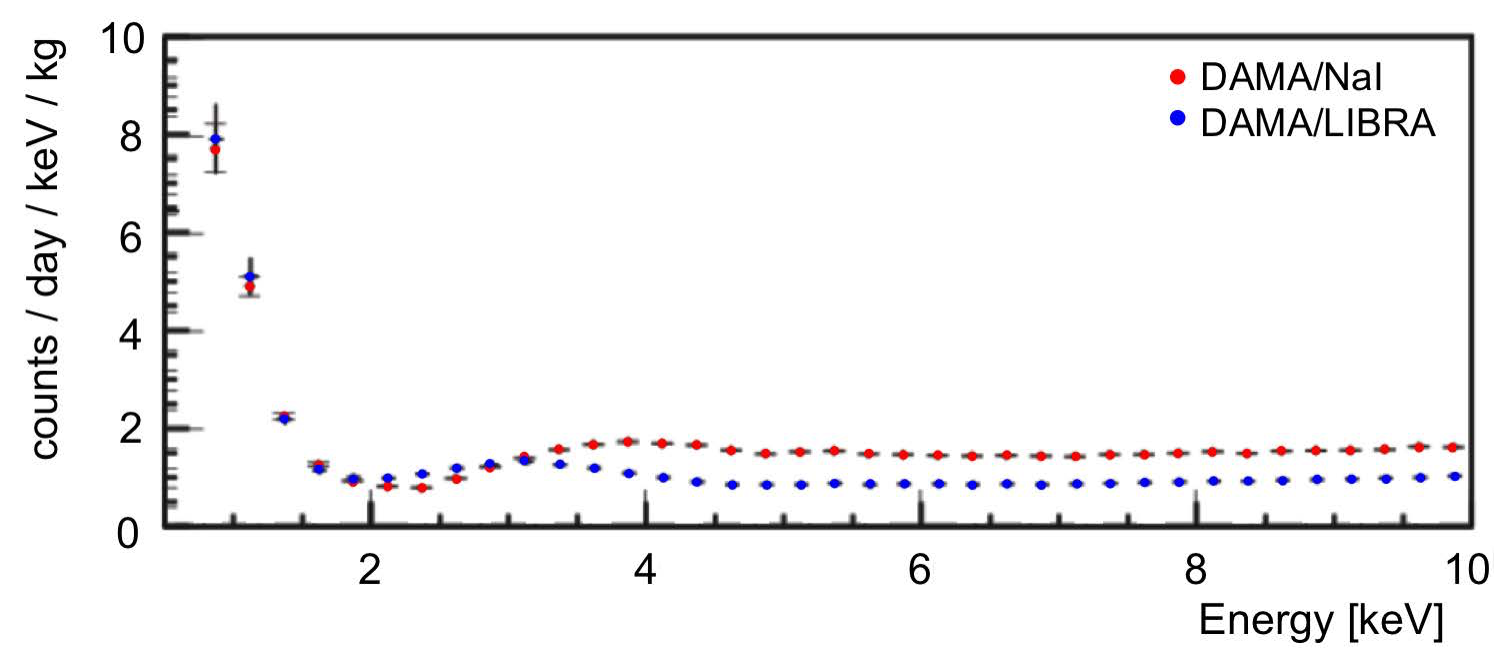 counts / day / keV / kg
10
8
6
4
2
0
DAMA/NaI
DAMA/LIBRA
2 4 6 8 10
Energy [keV]